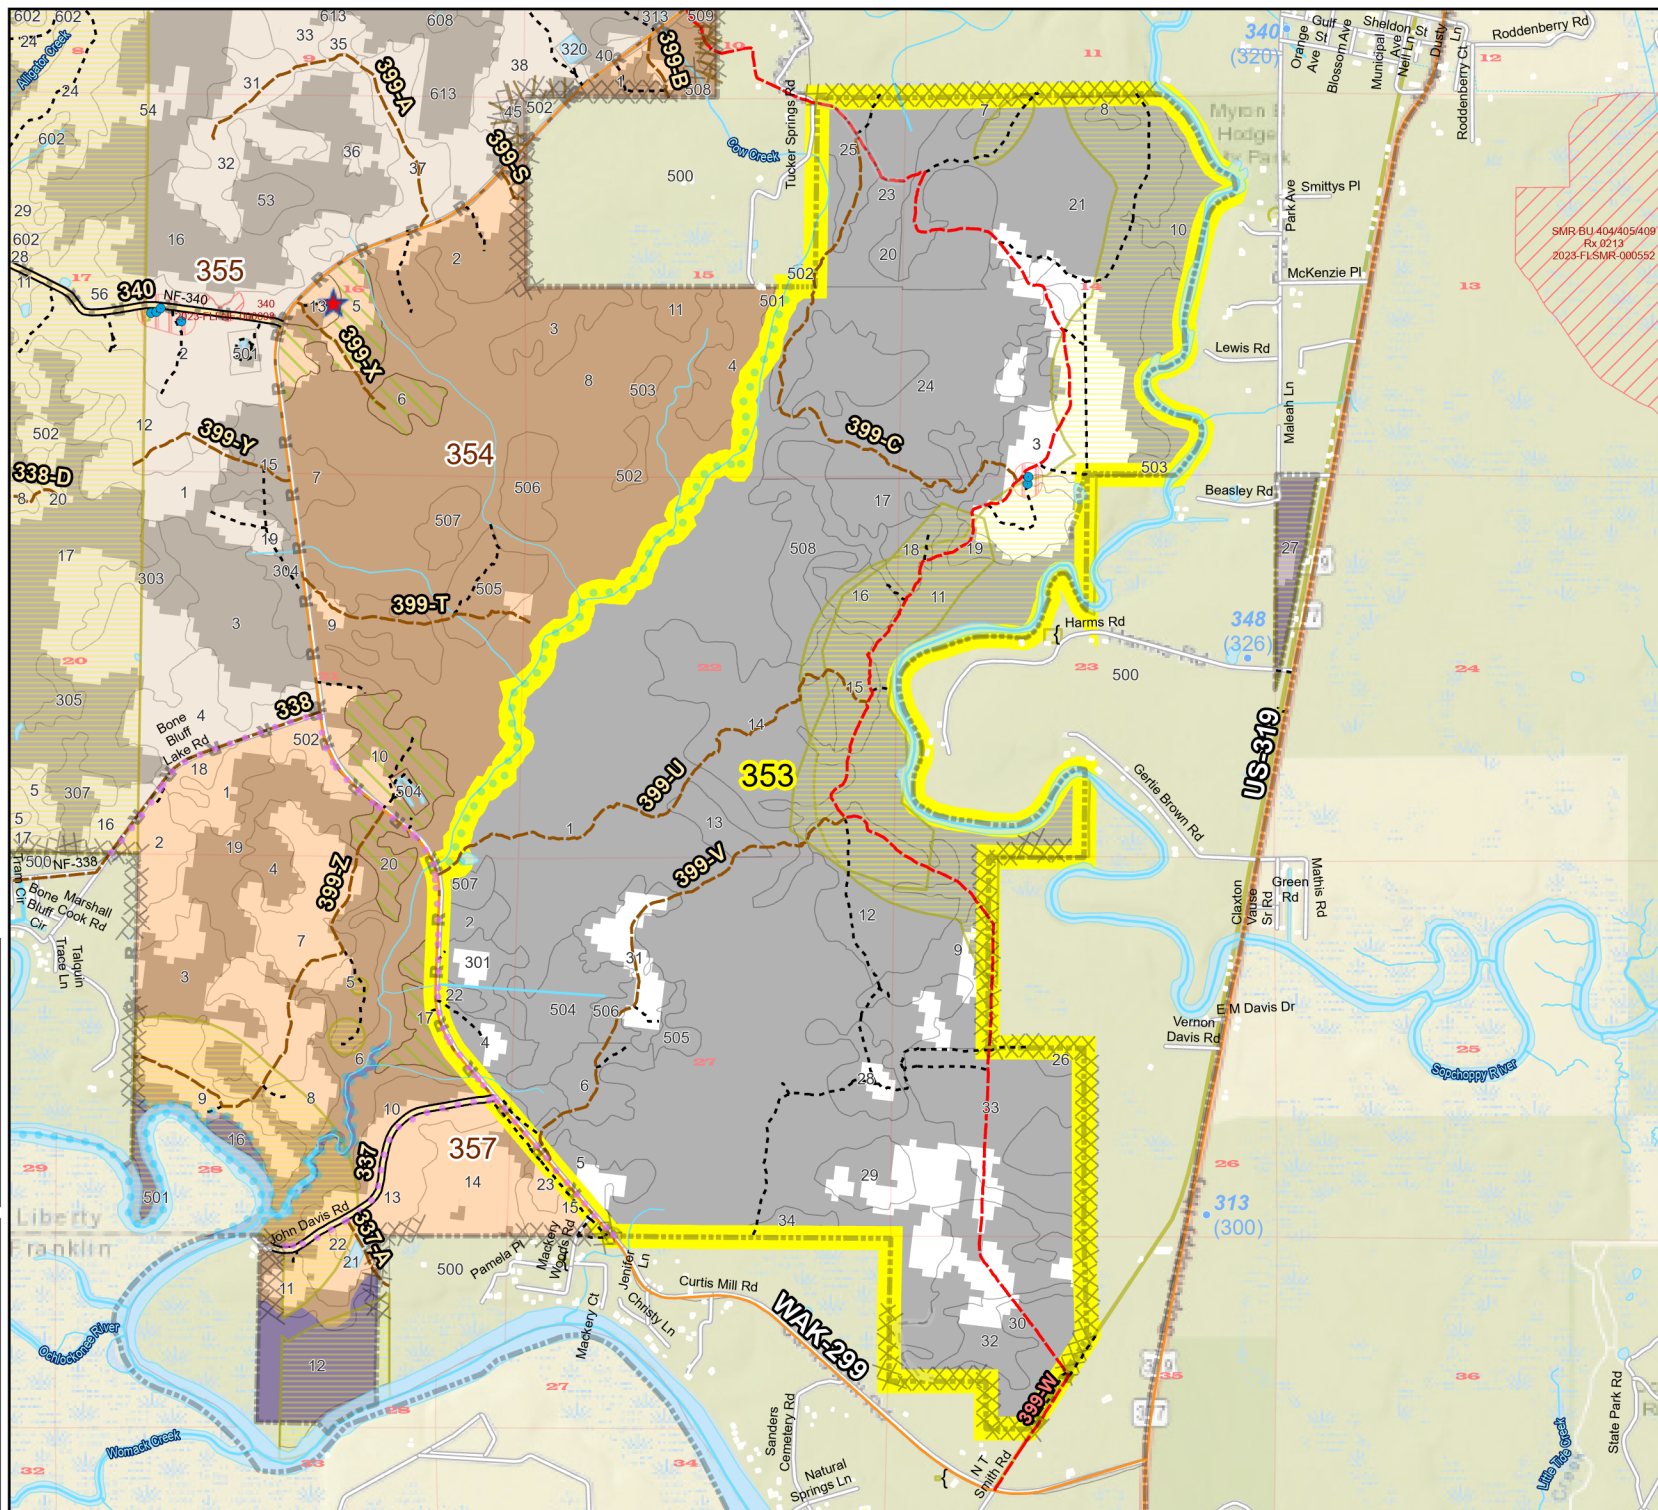 602
602
613
608
313
509
24
Alligator Creek
8
33
35
9
31
399-A
38
320
40
1
399-B
508
10
Tucker Springs Rd
11
340
(320)
Orange Ave
Gulf St
Blossom Ave
Sheldon St
Municipal Ave
Neil Ln
Dusty Ln
Roddenberry Ct
Roddenberry Rd
12
24
54
613
45
502
602
32
36
37
53
399-S
500
Cow Creek
25
7
8
23
21
10
20
Smittys Pl
Park Ave
29
602
28
11
16
355
17
56
340
NF-340
340
2
501
13
5
16
399-X
2
15
502
501
11
3
4
8
503
6
14
McKenzie Pl
13
SMR BU 404/405/409
Rx 0213
2023-FLSMR-000552
Lewis Rd
Maleah Ln
24
399-C
3
503
Beasley Rd
12
502
399-Y
338-D
8
20
15
1
7
354
506
502
507
17
19
304
303
505
399-T
9
3
17
508
18
19
16
11
27
348
(326)
Harms Rd
23
500
24
20
305
22
15
14
338
Bone Bluff Lake Rd
4
502
18
10
504
353
399-U
US-319
Gertie Brown Rd
5
307
5
17
16
1
2
19
4
20
399-Z
1
13
399-V
507
2
12
9
500
NF-338
Tram Cir
Bone Bluff Cir
Marshall Cook Rd
Trace Ln
Talquin
7
3
5
301
31
22
17
504
506
505
4
6
27
Claxton Vause Sr Rd
Green Rd
Mathis Rd
E M Davis Dr
Vernon Davis Rd
25
Sopchoppy River
26
28
33
6
9
8
10
16
501
337
357
14
13
5
23
15
29
34
26
313
(300)
29
28
Liberty
Franklin
John Davis Rd
22
21
337-A
11
500
Pamela Pl
Mackery Woods Rd
Jenifer Ln
Curtis Mill Rd
Christy Ln
Mackery Ct
WAK-299
30
32
399-W
35
36
12
Ochlockonee River
27
28
Womack Creek
32
33
34
Sanders Cemetery Rd
Natural Springs Ln
N T Smith Rd
State Park Rd
Little Tide Creek